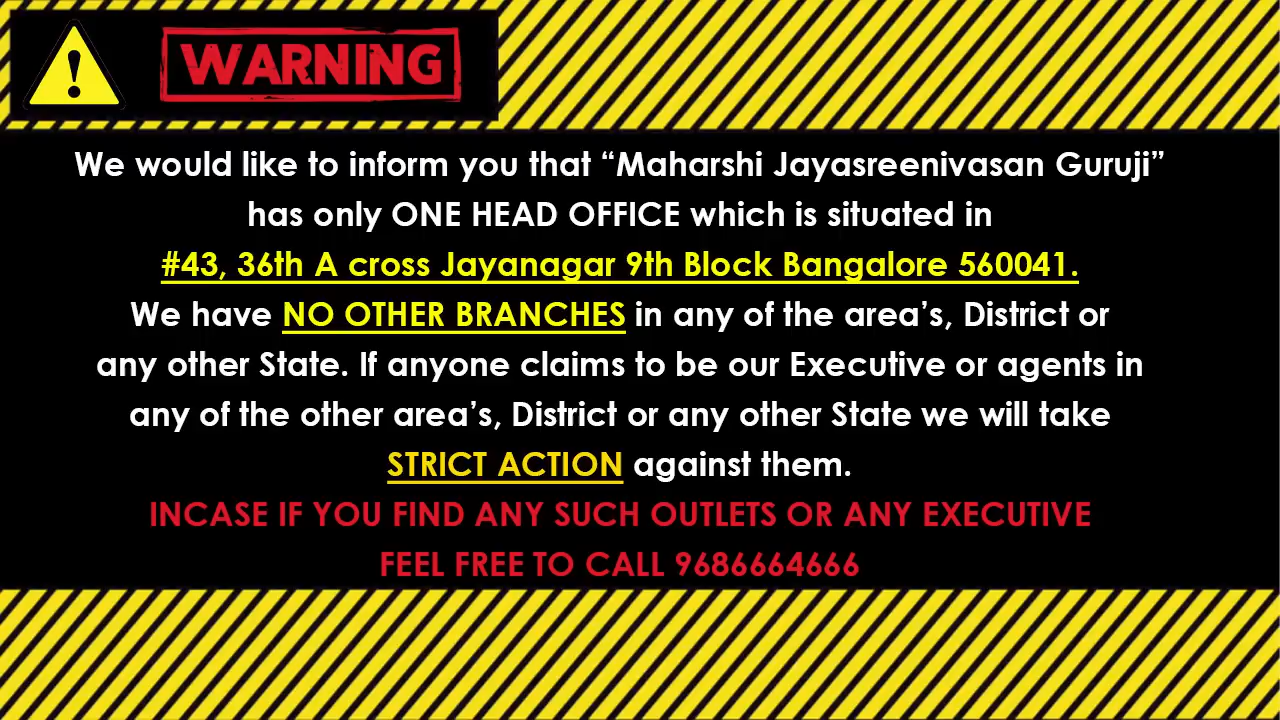 WARNING
We would like to inform you that “Maharshi Jayasreenivasan Guruji”
has only ONE HEAD OFFICE which is situated in
#43, 36th A cross Jayanagar 9th Block Bangalore 560041.
We have NO OTHER BRANCHES in any of the area’s, District or
any other State. If anyone claims to be our Executive or agents in
any of the other area’s, District or any other State we will take
STRICT ACTION against them.
INCASE IF YOU FIND ANY SUCH OUTLETS OR ANY EXECUTIVE
FEEL FREE TO CALL 9686664666